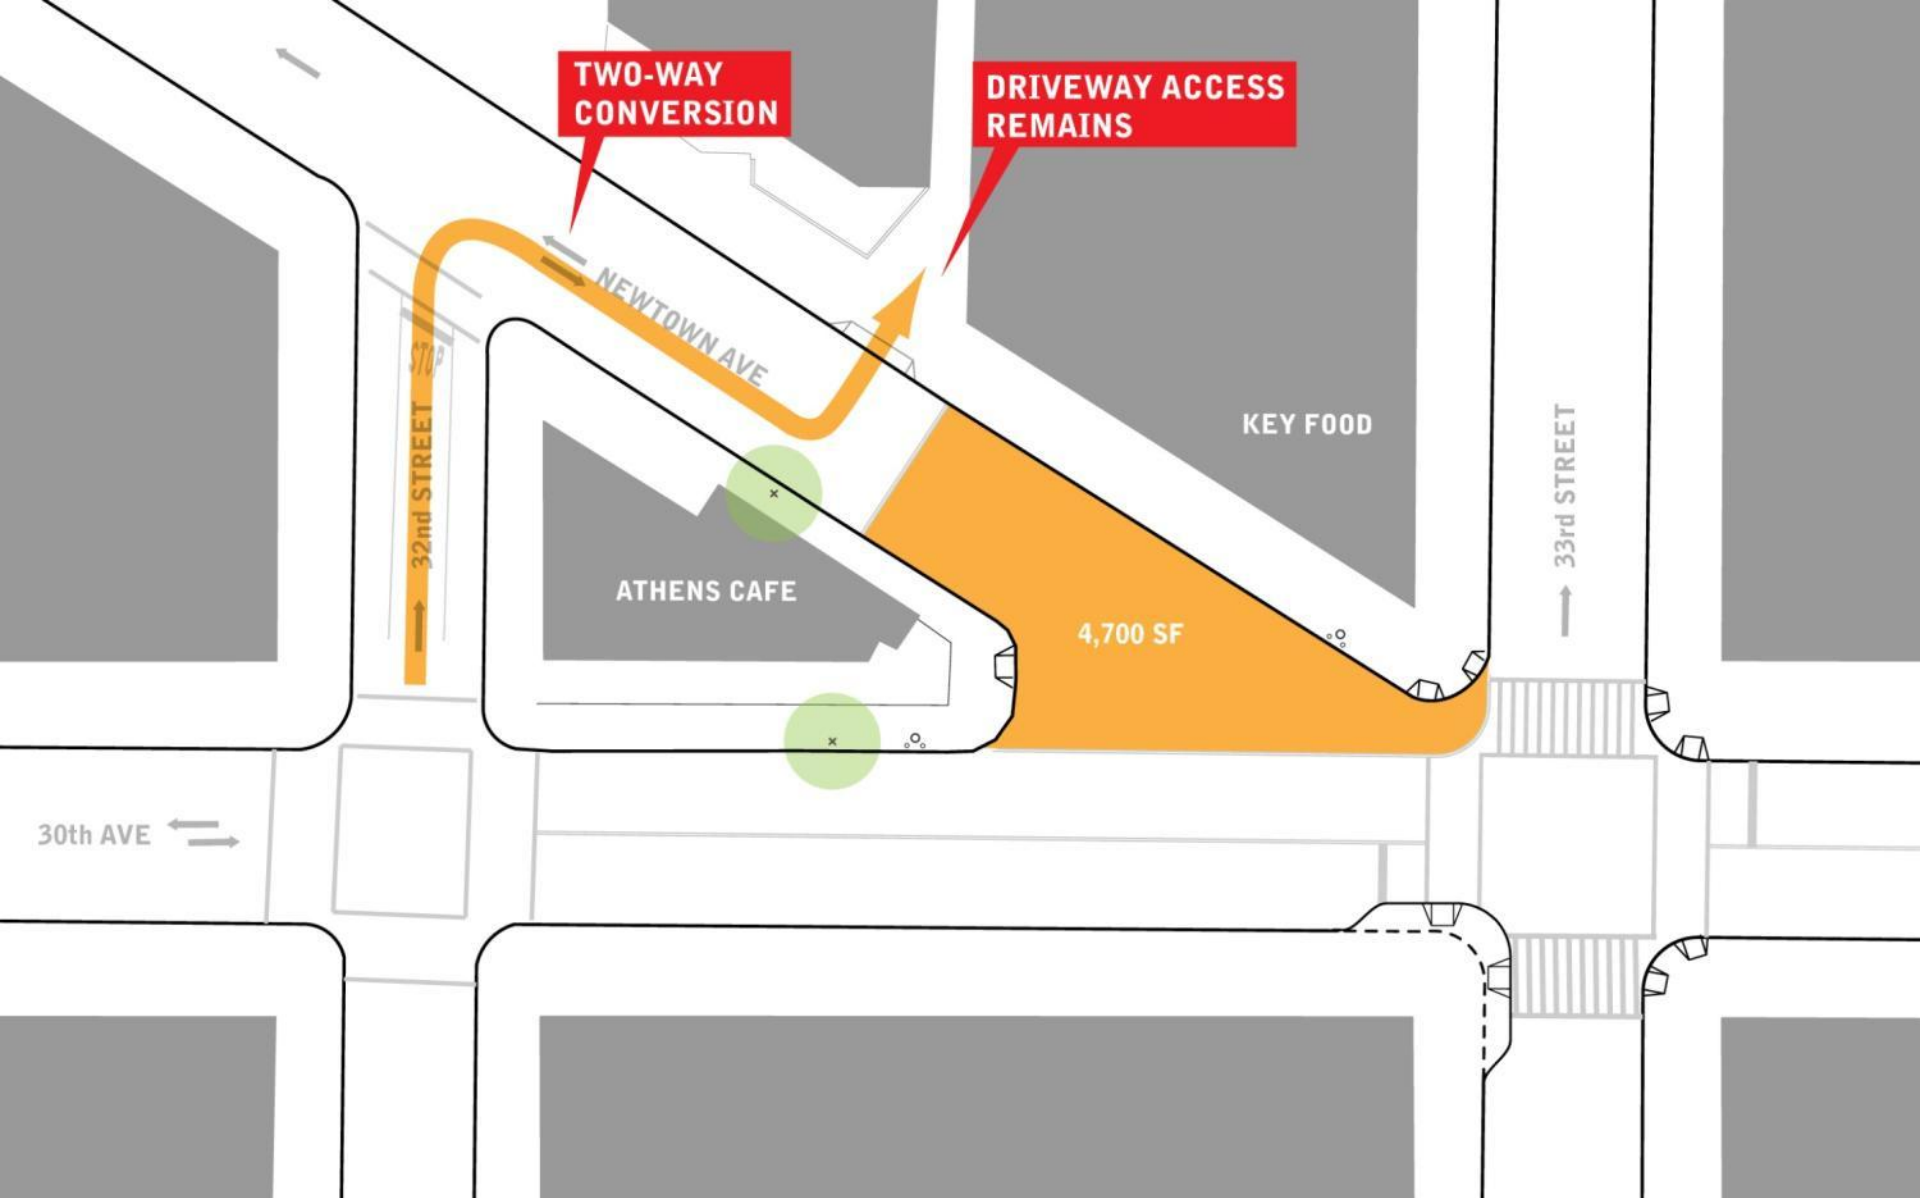 TWO-WAY
CONVERSION
DRIVEWAY ACCESS
REMAINS
NEWTOWN AVE
STOP
32nd STREET
KEY FOOD
33rd STREET
ATHENS CAFE
4,700 SF
30th AVE